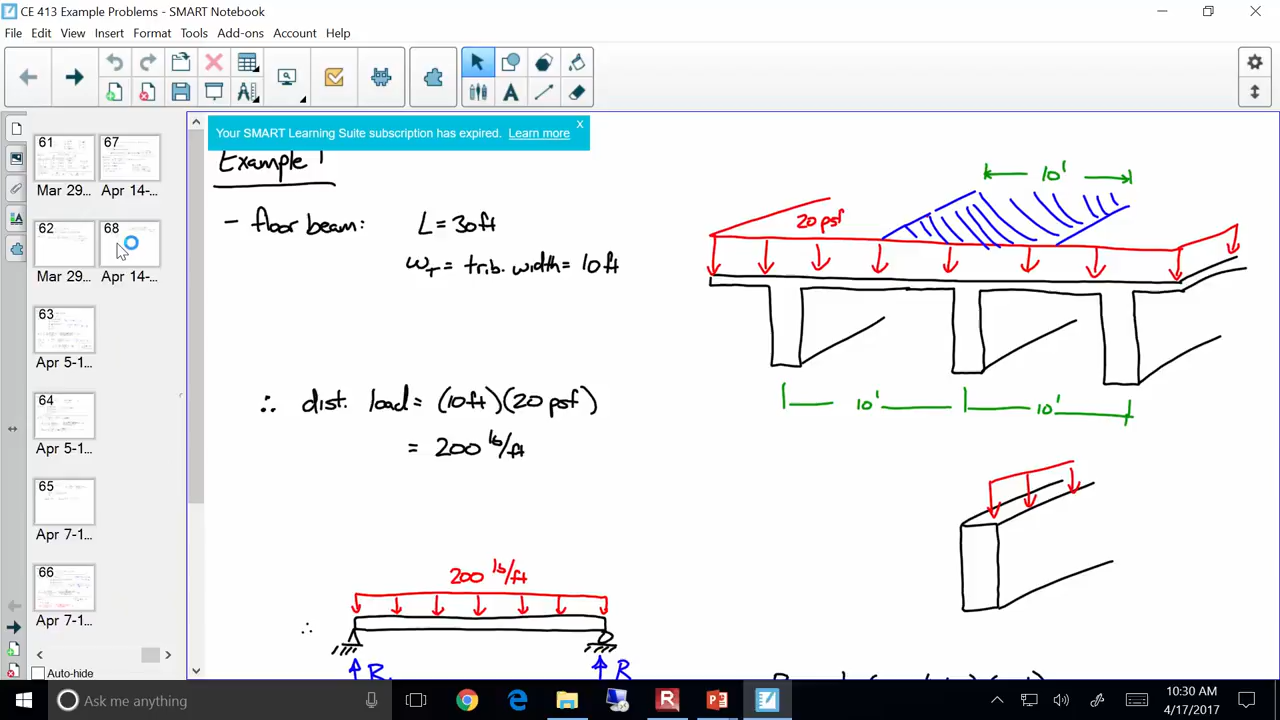 CE 413 Example Problems - SMART Notebook
File Edit View Insert Format Tools Add-ons Account Help
Your SMART Learning Suite subscription has expired. Learn more
x
61
Mar 29...
67
Apr 14-...
62
Mar 29...
68
Apr 14-...
63
Apr 5-1...
64
Apr 5-1...
65
Apr 7-1...
66
Apr 7-1...
Auto-hide
Example 1
- floor beam: L = 30ft
w_T = trib. width = 10ft
∴ dist. load = (10ft)(20 psf)
= 200 lb/ft
200 lb/ft
∴
R
R
10'
20 psf
10'
10'
Ask me anything
10:30 AM
4/17/2017